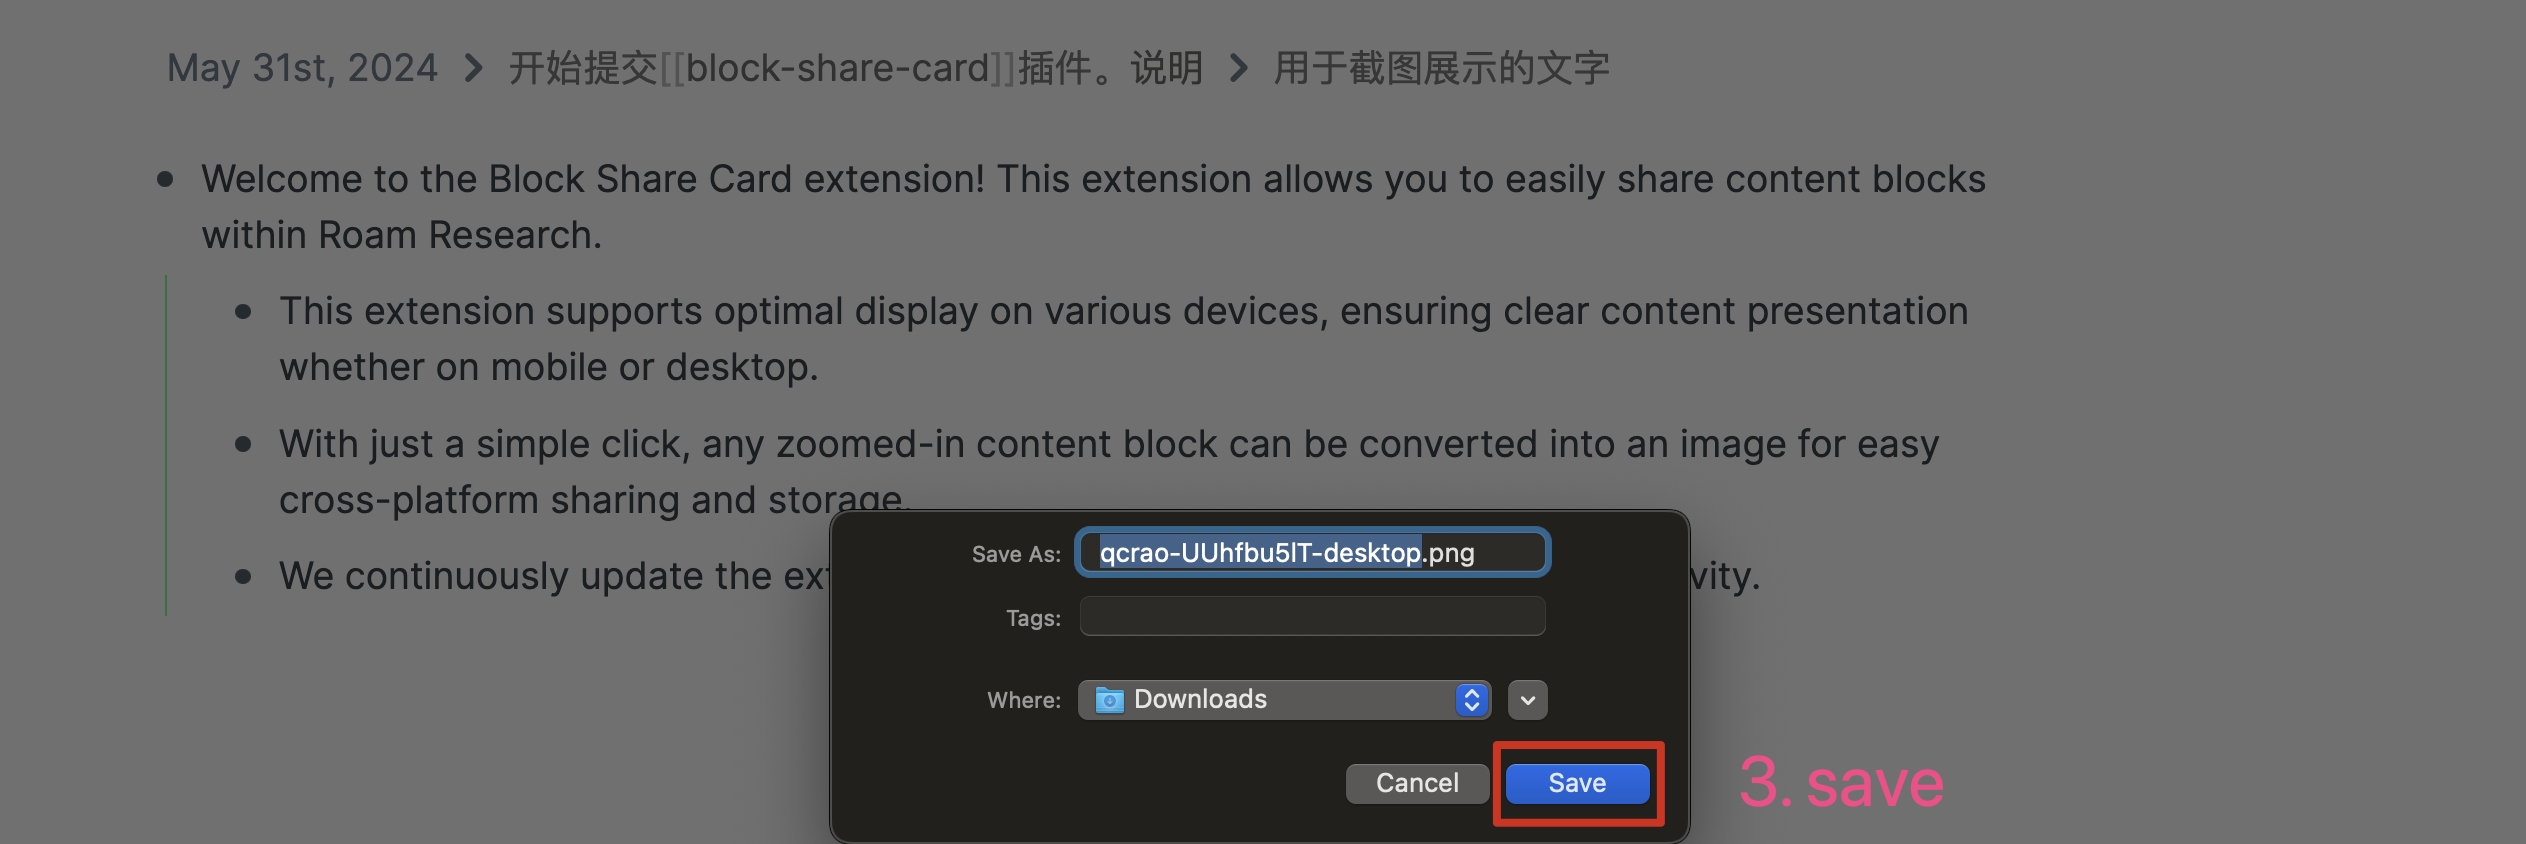 May 31st, 2024 > 开始提交[[block-share-card]]插件。说明 > 用于截图展示的文字
• Welcome to the Block Share Card extension! This extension allows you to easily share content blocks
within Roam Research.
• This extension supports optimal display on various devices, ensuring clear content presentation
whether on mobile or desktop.
• With just a simple click, any zoomed-in content block can be converted into an image for easy
cross-platform sharing and storage.
• We continuously update the ext
vity.
Save As: qcrao-UUhfbu5lT-desktop.png
Tags:
Where: Downloads
Cancel Save
3. save